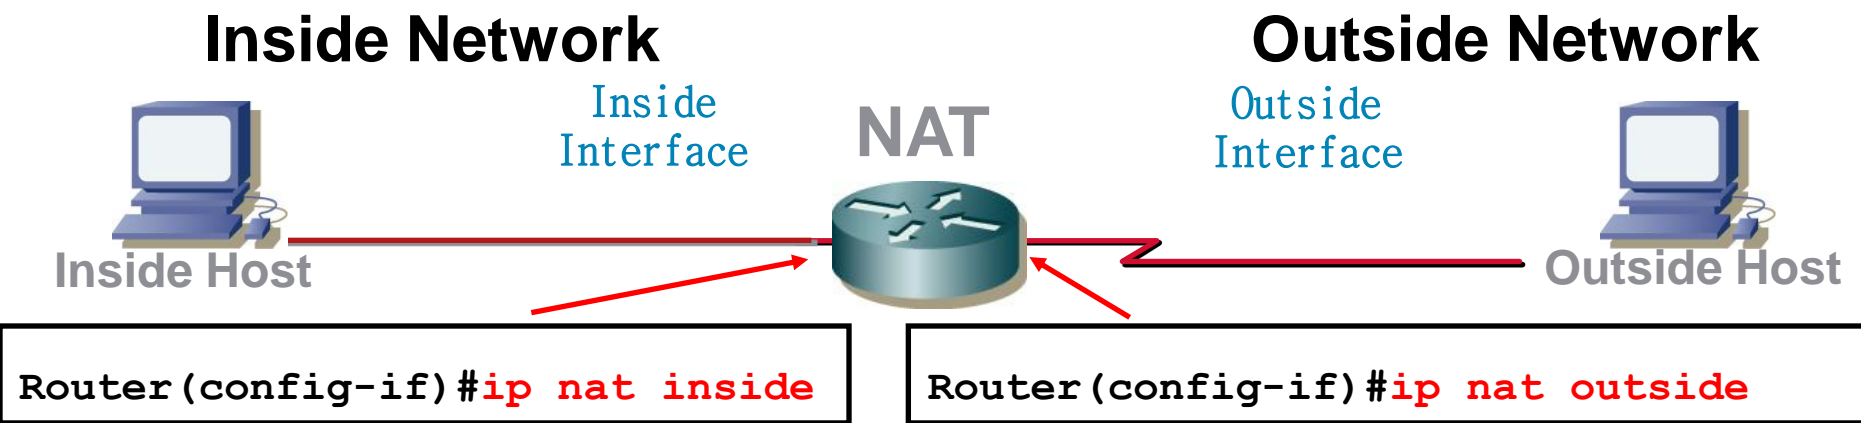 Inside Network
Outside Network
Inside
Interface
NAT
Outside
Interface
Inside Host
Outside Host
Router(config-if)#ip nat inside
Router(config-if)#ip nat outside